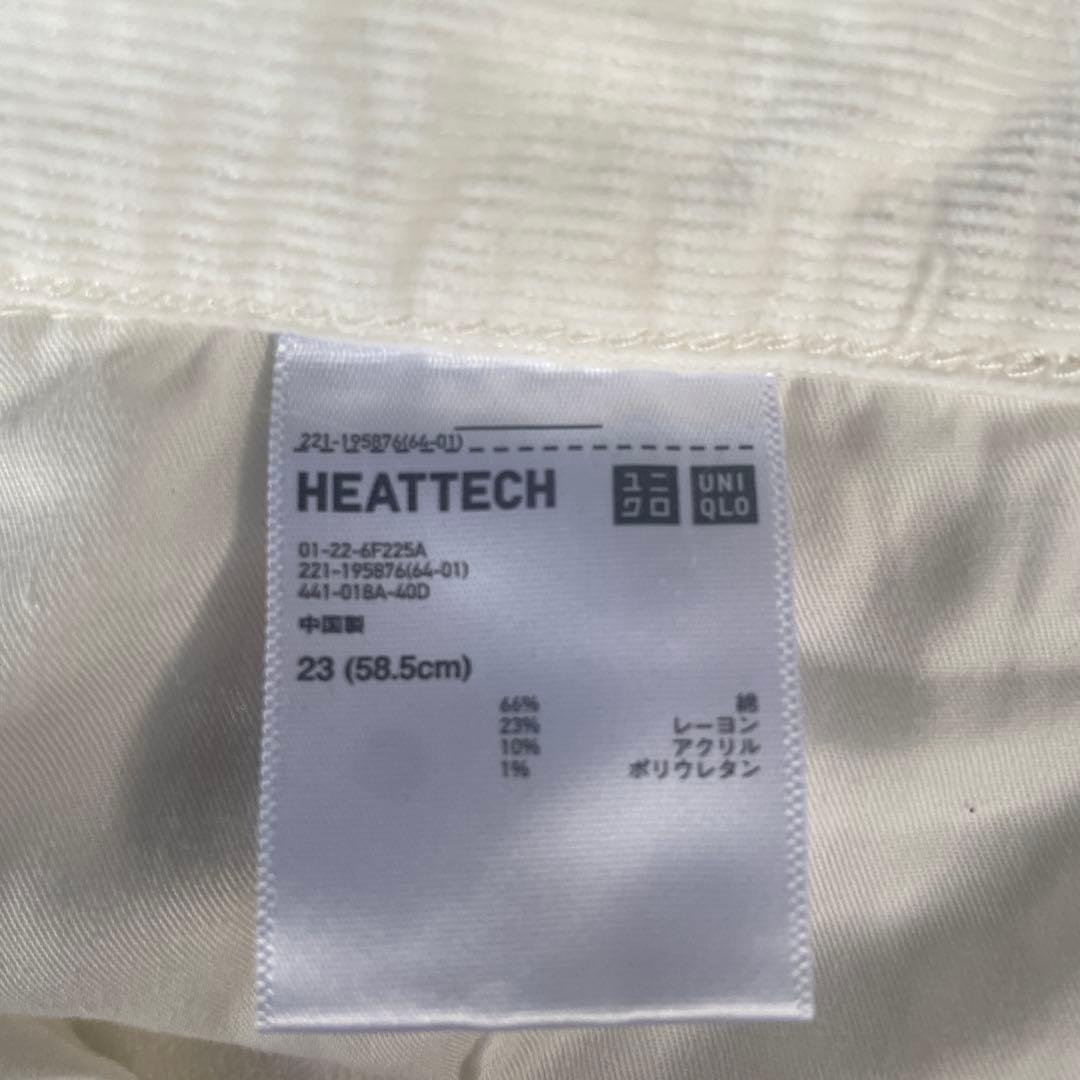 221-195876(64-01)
HEATTECH
ユニ
クロ
UNI
QLO
01-22-6F225A
221-195876(64-01)
441-018A-40D
中国製
23 (58.5cm)
66% 綿
23% レーヨン
10% アクリル
1% ポリウレタン